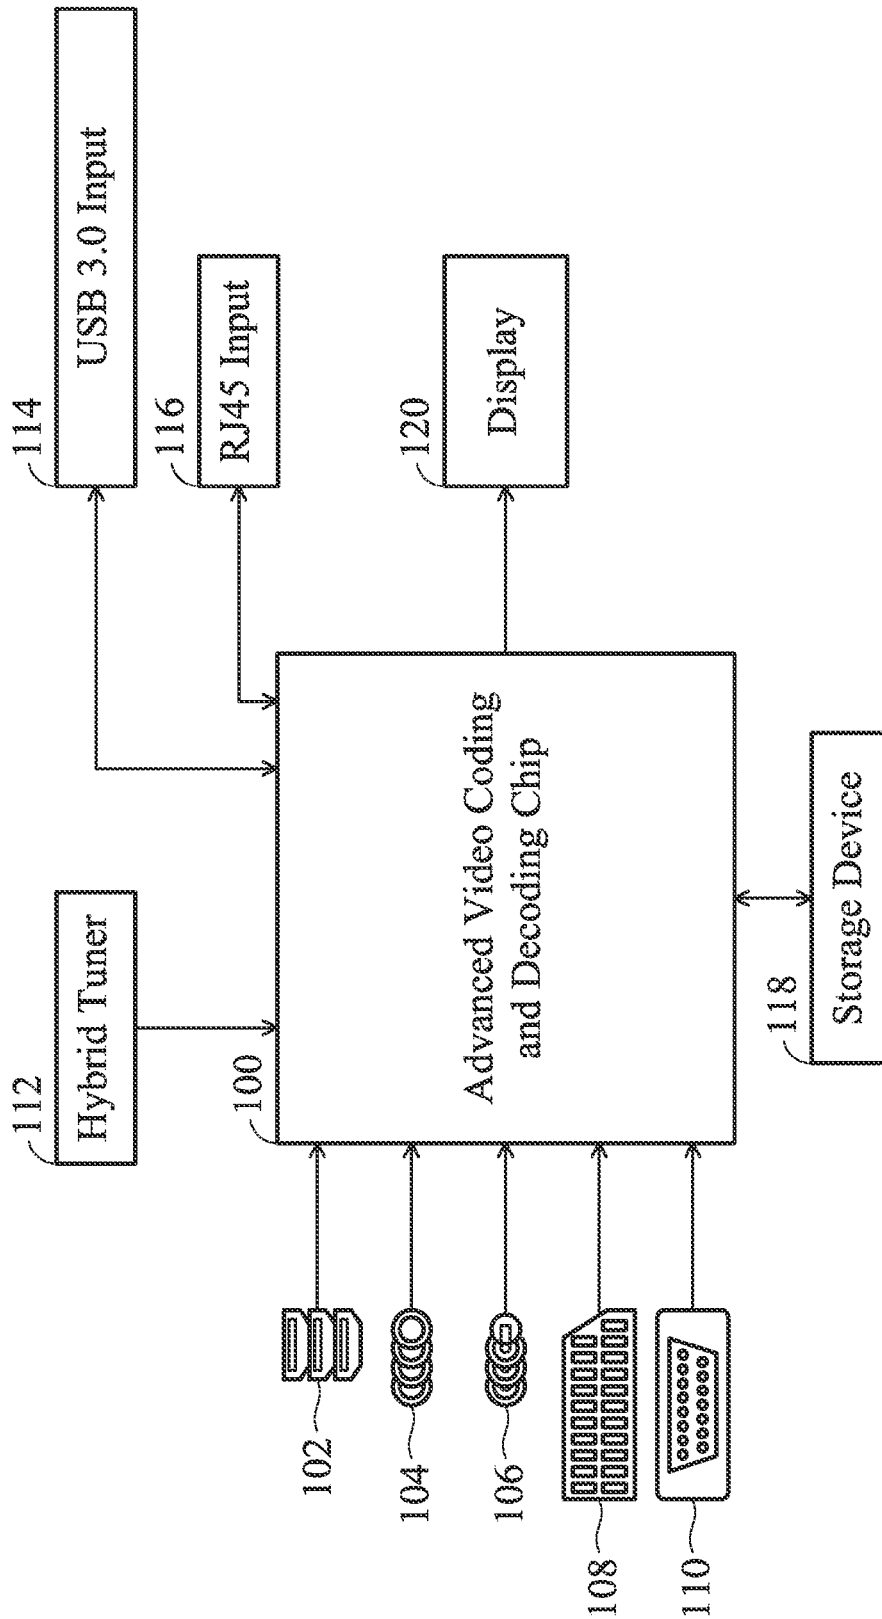 112
Hybrid Tuner
114
USB 3.0 Input
116
RJ45 Input
100
Advanced Video Coding
and Decoding Chip
120
Display
102
104
106
108
110
118
Storage Device